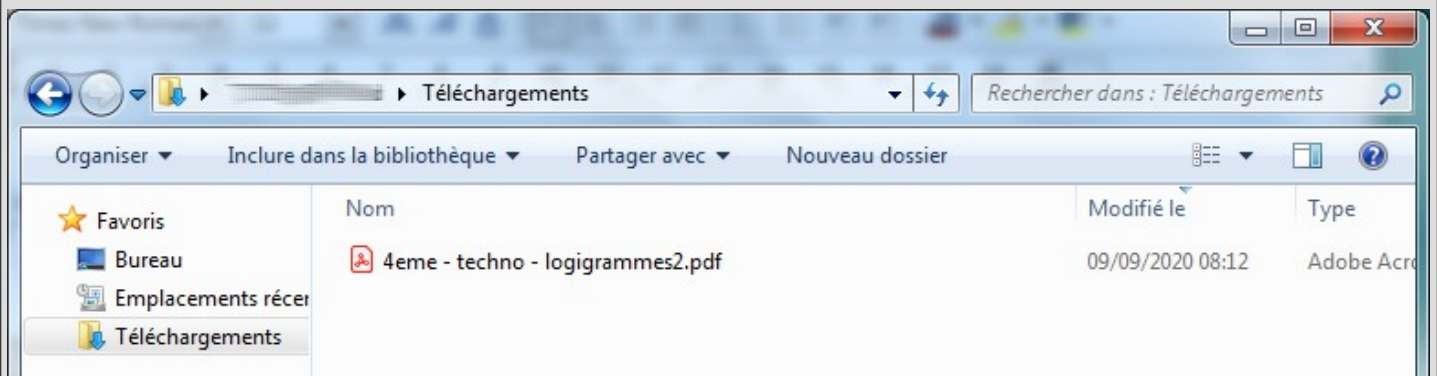 Téléchargements
Rechercher dans : Téléchargements
Organiser
Inclure dans la bibliothèque
Partager avec
Nouveau dossier
Favoris
Bureau
Emplacements récer
Téléchargements
Nom
Modifié le
Type
4eme - techno - logigrammes2.pdf
09/09/2020 08:12
Adobe Acro